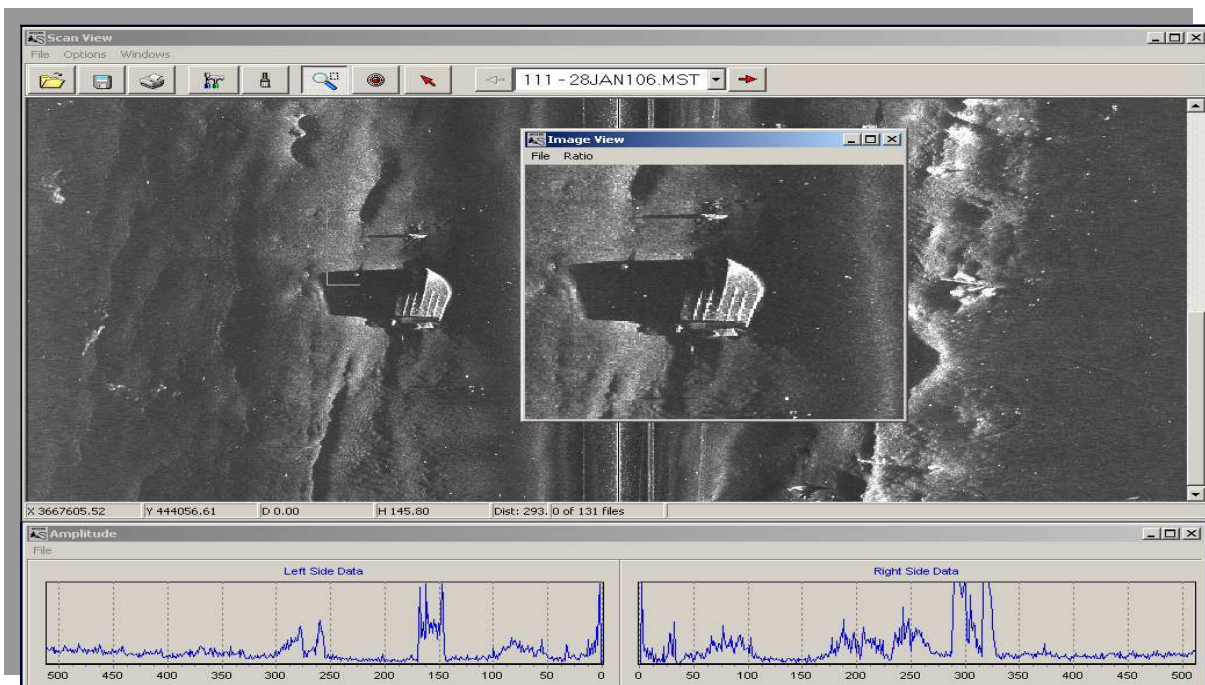 Scan View
File Options Windows
111 - 28JAN106.MST
Image View
File Ratio
X 3667605.52 Y 444056.61 D 0.00 H 145.80 Dist: 293. 0 of 131 files
Amplitude
File
Left Side Data
Right Side Data
500 450 400 350 300 250 200 150 100 50 0
0 50 100 150 200 250 300 350 400 450 500